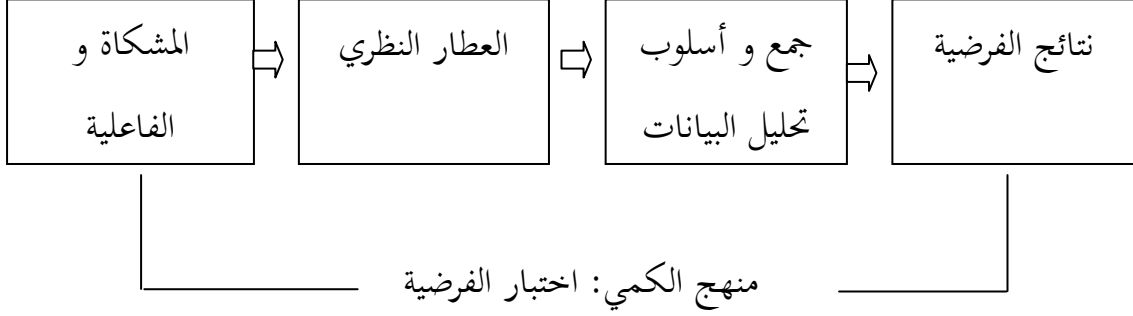 المشكاة و
الفاعلية
العطار النظري
جمع و أسلوب
تحليل البيانات
نتائج الفرضية
منهج الكمي: اختبار الفرضية